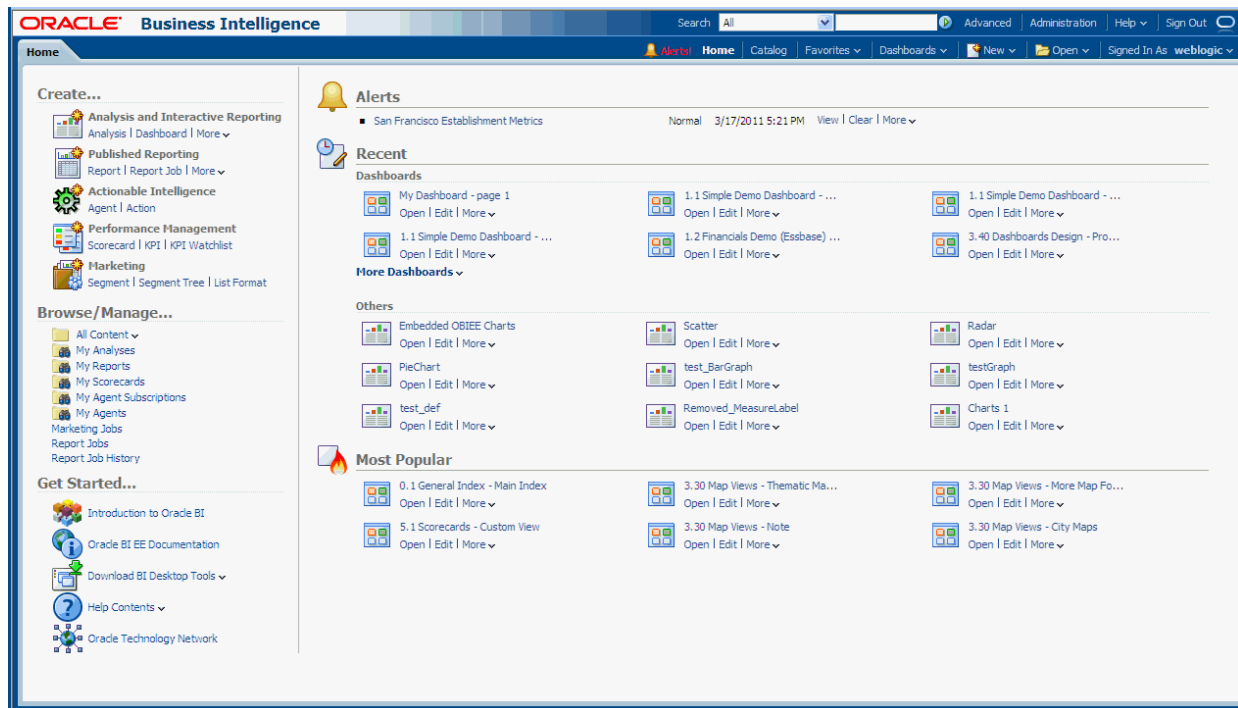 ORACLE Business Intelligence
Search All Advanced Administration Help Sign Out
Home
Alerts! Home Catalog Favorites Dashboards New Open Signed In As weblogic
Create...
Analysis and Interactive Reporting
Analysis | Dashboard | More
Published Reporting
Report | Report Job | More
Actionable Intelligence
Agent | Action
Performance Management
Scorecard | KPI | KPI Watchlist
Marketing
Segment | Segment Tree | List Format
Browse/Manage...
All Content
My Analyses
My Reports
My Scorecards
My Agent Subscriptions
My Agents
Marketing Jobs
Report Jobs
Report Job History
Get Started...
Introduction to Oracle BI
Oracle BI EE Documentation
Download BI Desktop Tools
Help Contents
Oracle Technology Network
Alerts
San Francisco Establishment Metrics Normal 3/17/2011 5:21 PM View | Clear | More
Recent
Dashboards
My Dashboard - page 1 1.1 Simple Demo Dashboard - ... 1.1 Simple Demo Dashboard - ...
Open | Edit | More Open | Edit | More Open | Edit | More
1.1 Simple Demo Dashboard - ... 1.2 Financials Demo (Essbase) ... 3.40 Dashboards Design - Pro...
Open | Edit | More Open | Edit | More Open | Edit | More
More Dashboards
Others
Embedded OBIEE Charts Scatter Radar
Open | Edit | More Open | Edit | More Open | Edit | More
PieChart test_BarGraph testGraph
Open | Edit | More Open | Edit | More Open | Edit | More
test_def Removed_MeasureLabel Charts 1
Open | Edit | More Open | Edit | More Open | Edit | More
Most Popular
0.1 General Index - Main Index 3.30 Map Views - Thematic Ma... 3.30 Map Views - More Map Fo...
Open | Edit | More Open | Edit | More Open | Edit | More
5.1 Scorecards - Custom View 3.30 Map Views - Note 3.30 Map Views - City Maps
Open | Edit | More Open | Edit | More Open | Edit | More